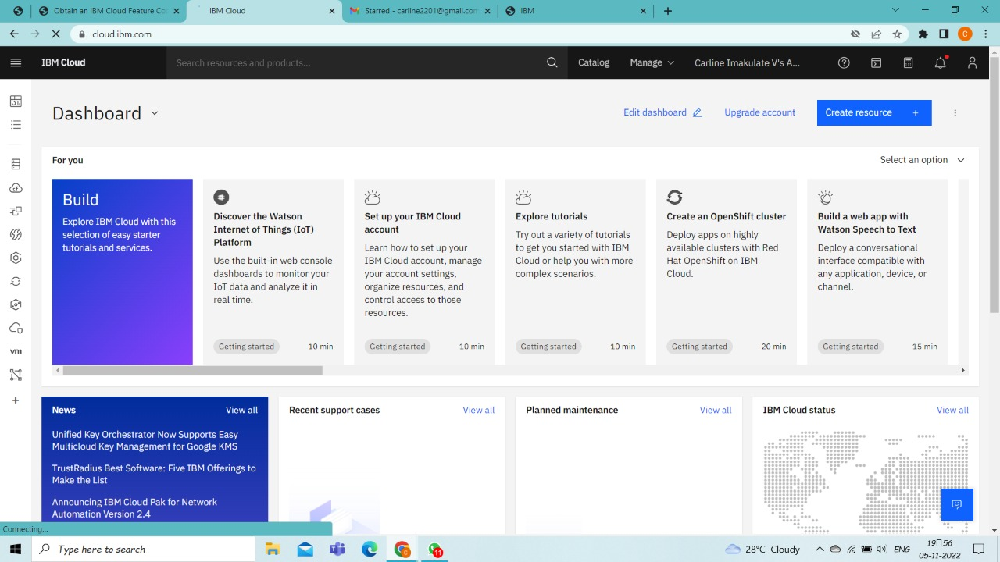 Obtain an IBM Cloud Feature Co
IBM Cloud
Starred - carline2201@gmail.com
IBM
cloud.ibm.com
C
IBM Cloud
Search resources and products...
Catalog
Manage
Carline Imakulate V's A...
Dashboard
Edit dashboard
Upgrade account
Create resource +
For you
Select an option
Build
Explore IBM Cloud with this
selection of easy starter
tutorials and services.
Discover the Watson
Internet of Things (IoT)
Platform
Use the built-in web console
dashboards to monitor your
IoT data and analyze it in
real time.
Getting started 10 min
Set up your IBM Cloud
account
Learn how to set up your
IBM Cloud account, manage
your account settings,
organize resources, and
control access to those
resources.
Getting started 10 min
Explore tutorials
Try out a variety of tutorials
to get you started with IBM
Cloud or help you with more
complex scenarios.
Getting started 10 min
Create an OpenShift cluster
Deploy apps on highly
available clusters with Red
Hat OpenShift on IBM
Cloud.
Getting started 20 min
Build a web app with
Watson Speech to Text
Deploy a conversational
interface compatible with
any application, device, or
channel.
Getting started 15 min
vm
News View all
Unified Key Orchestrator Now Supports Easy
Multicloud Key Management for Google KMS
TrustRadius Best Software: Five IBM Offerings to
Make the List
Announcing IBM Cloud Pak for Network
Automation Version 2.4
Recent support cases View all
Planned maintenance View all
IBM Cloud status View all
Connecting...
Type here to search
C
11
28°C Cloudy
ENG
19▯56
05-11-2022